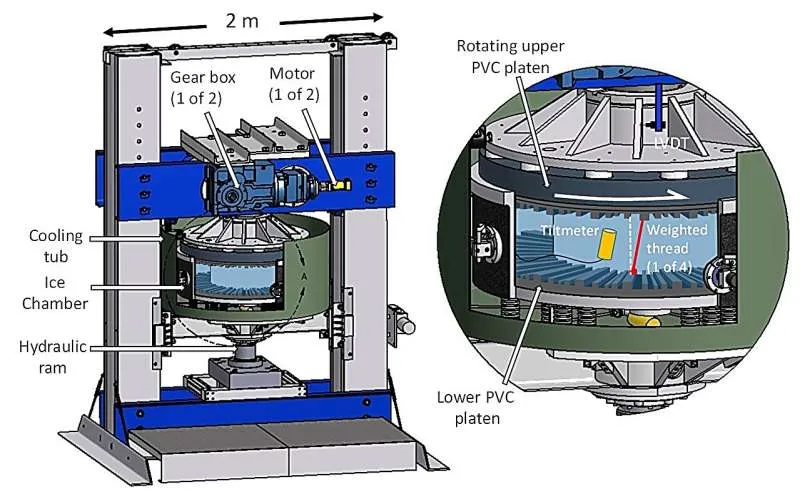 2 m
Gear box
(1 of 2)
Motor
(1 of 2)
Cooling
tub
Ice
Chamber
Hydraulic
ram
A
Rotating upper
PVC platen
LVDT
Tiltmeter
Weighted
thread
(1 of 4)
Lower PVC
platen